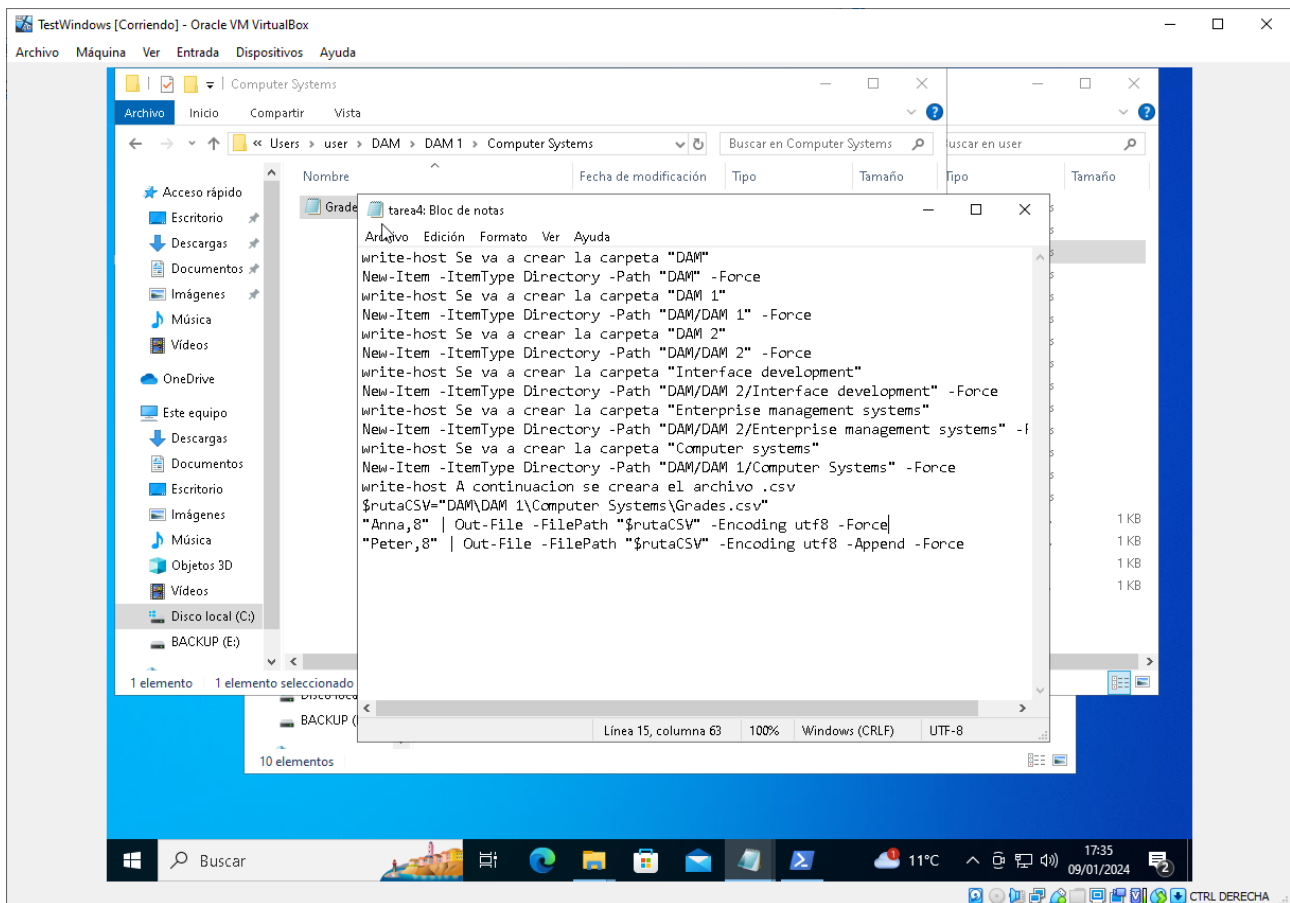 TestWindows [Corriendo] - Oracle VM VirtualBox
Archivo Máquina Ver Entrada Dispositivos Ayuda
Computer Systems
Archivo Inicio Compartir Vista
« Users › user › DAM › DAM 1 › Computer Systems
Buscar en Computer Systems
Buscar en user
Nombre Fecha de modificación Tipo Tamaño
Tipo Tamaño
Acceso rápido
Escritorio
Descargas
Documentos
Imágenes
Música
Vídeos
OneDrive
Este equipo
Descargas
Documentos
Escritorio
Imágenes
Música
Objetos 3D
Vídeos
Disco local (C:)
BACKUP (E:)
1 elemento 1 elemento seleccionado
Grade
tarea4: Bloc de notas
Archivo Edición Formato Ver Ayuda
write-host Se va a crear la carpeta "DAM"
New-Item -ItemType Directory -Path "DAM" -Force
write-host Se va a crear la carpeta "DAM 1"
New-Item -ItemType Directory -Path "DAM/DAM 1" -Force
write-host Se va a crear la carpeta "DAM 2"
New-Item -ItemType Directory -Path "DAM/DAM 2" -Force
write-host Se va a crear la carpeta "Interface development"
New-Item -ItemType Directory -Path "DAM/DAM 2/Interface development" -Force
write-host Se va a crear la carpeta "Enterprise management systems"
New-Item -ItemType Directory -Path "DAM/DAM 2/Enterprise management systems" -F
write-host Se va a crear la carpeta "Computer systems"
New-Item -ItemType Directory -Path "DAM/DAM 1/Computer Systems" -Force
write-host A continuacion se creara el archivo .csv
$rutaCSV="DAM\DAM 1\Computer Systems\Grades.csv"
"Anna,8" | Out-File -FilePath "$rutaCSV" -Encoding utf8 -Force
"Peter,8" | Out-File -FilePath "$rutaCSV" -Encoding utf8 -Append -Force
Línea 15, columna 63 100% Windows (CRLF) UTF-8
1 KB
1 KB
1 KB
1 KB
BACKUP (
10 elementos
Buscar
11°C
17:35
09/01/2024
2
CTRL DERECHA